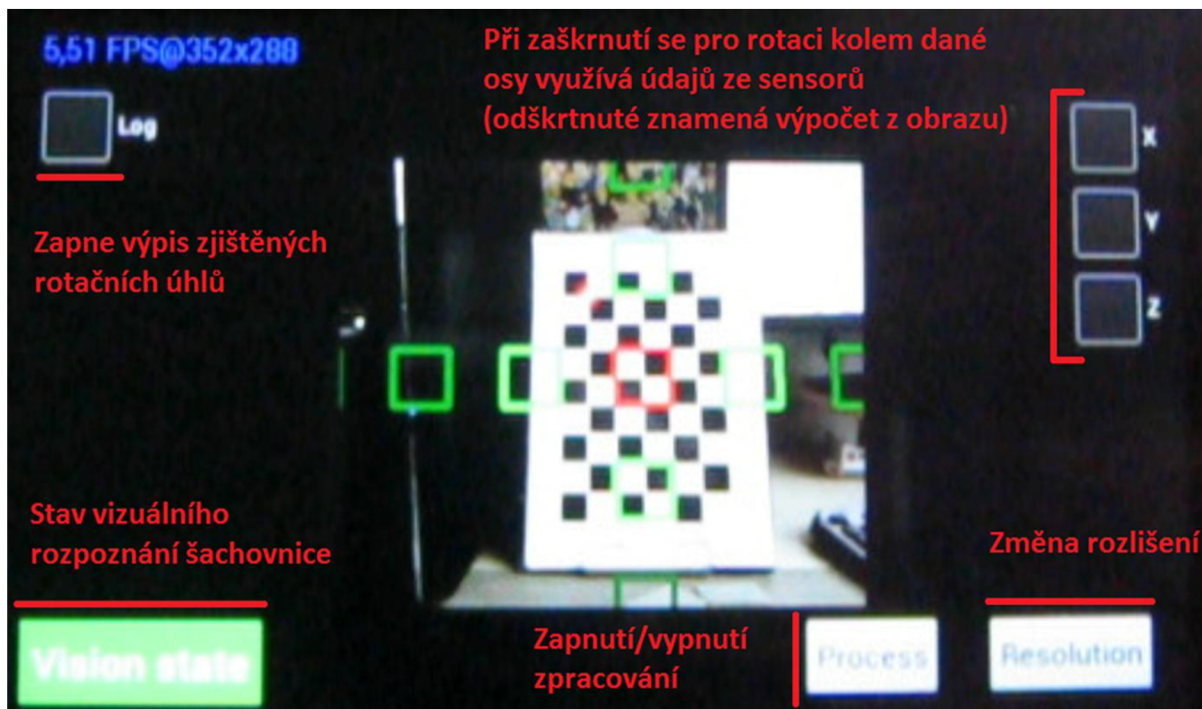 5,51 FPS@352x288
Log
Při zaškrnutí se pro rotaci kolem dané
osy využívá údajů ze sensorů
(odškrtnuté znamená výpočet z obrazu)
X
Y
Z
Zapne výpis zjištěných
rotačních úhlů
Stav vizuálního
rozpoznání šachovnice
Vision state
Zapnutí/vypnutí
zpracování
Process
Změna rozlišení
Resolution